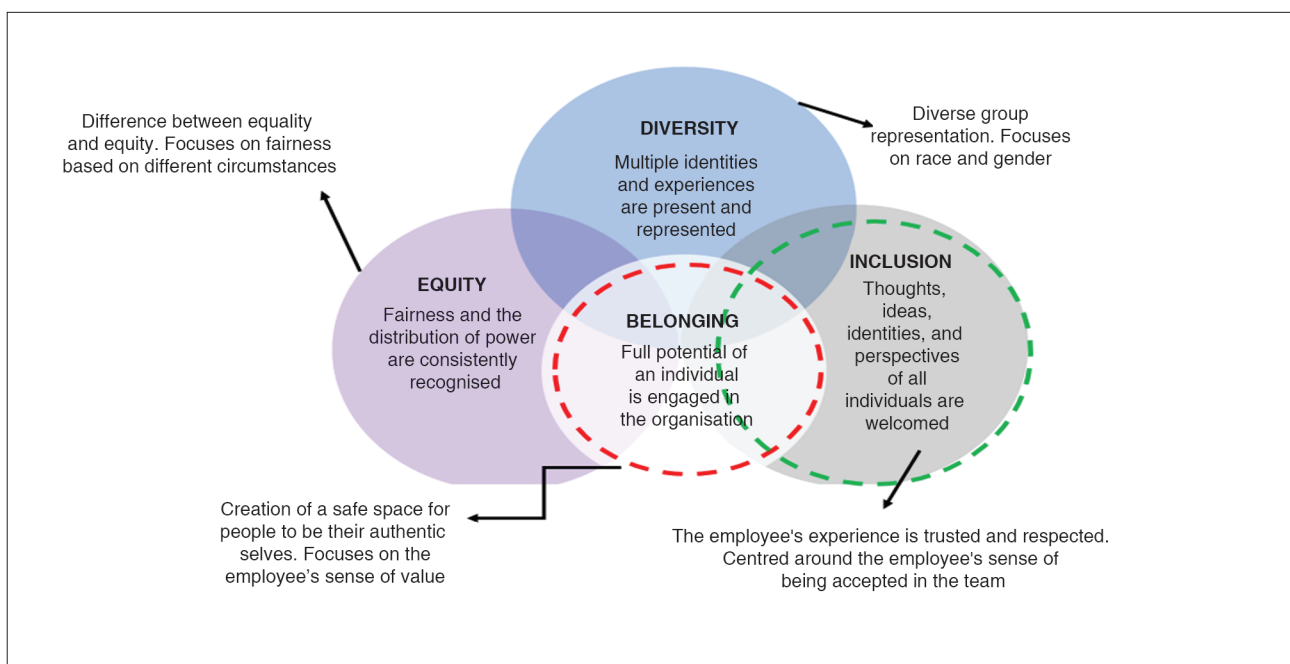 Difference between equality
and equity. Focuses on fairness
based on different circumstances
DIVERSITY
Multiple identities
and experiences
are present and
represented
Diverse group
representation. Focuses
on race and gender
EQUITY
Fairness and the
distribution of power
are consistently
recognised
BELONGING
Full potential of
an individual
is engaged in
the organisation
INCLUSION
Thoughts,
ideas,
identities, and
perspectives
of all
individuals are
welcomed
Creation of a safe space for
people to be their authentic
selves. Focuses on the
employee’s sense of value
The employee's experience is trusted and respected.
Centred around the employee's sense of
being accepted in the team